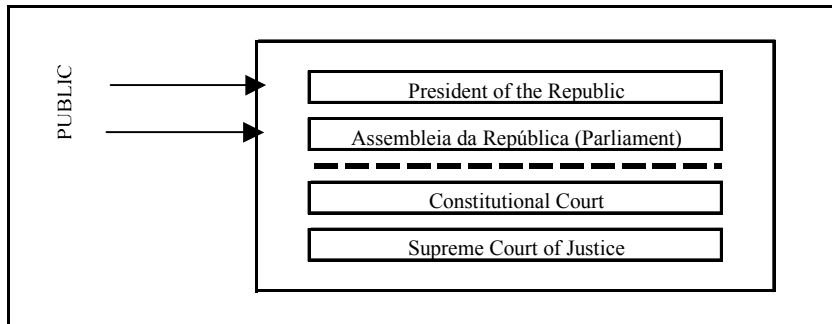 PUBLIC
President of the Republic
Assembleia da República (Parliament)
Constitutional Court
Supreme Court of Justice